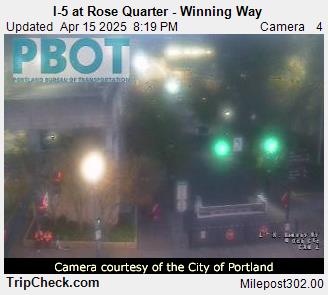 I-5 at Rose Quarter - Winning Way
Updated Apr 15 2025 8:19 PM Camera 4
PBOT
PORTLAND BUREAU OF TRANSPORTATION
Camera courtesy of the City of Portland
TripCheck.com Milepost302.00